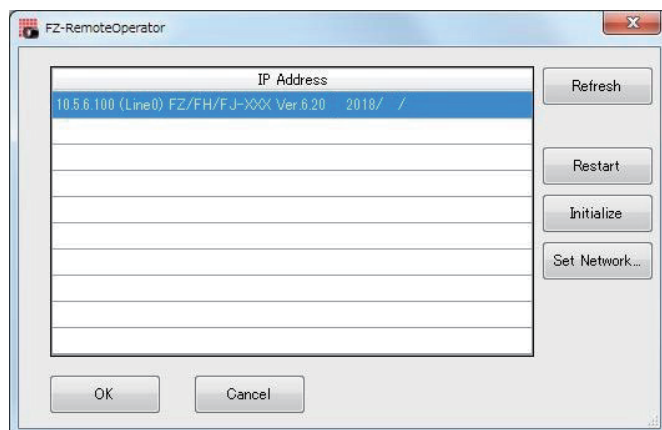 FZ-RemoteOperator
IP Address
10.5.6.100 (Line0) FZ/FH/FJ-XXX Ver.6.20 2018/ /
Refresh
Restart
Initialize
Set Network...
OK
Cancel